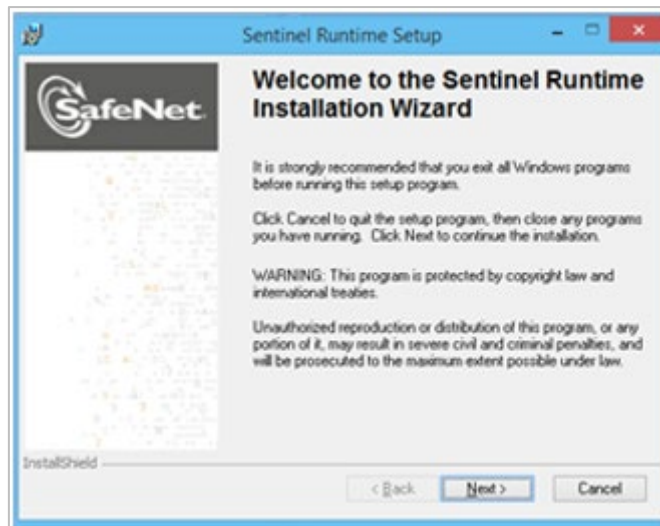 Sentinel Runtime Setup
SafeNet.
Welcome to the Sentinel Runtime
Installation Wizard
It is strongly recommended that you exit all Windows programs
before running this setup program.
Click Cancel to quit the setup program, then close any programs
you have running. Click Next to continue the installation.
WARNING: This program is protected by copyright law and
international treaties.
Unauthorized reproduction or distribution of this program, or any
portion of it, may result in severe civil and criminal penalties, and
will be prosecuted to the maximum extent possible under law.
InstallShield
< Back Next > Cancel